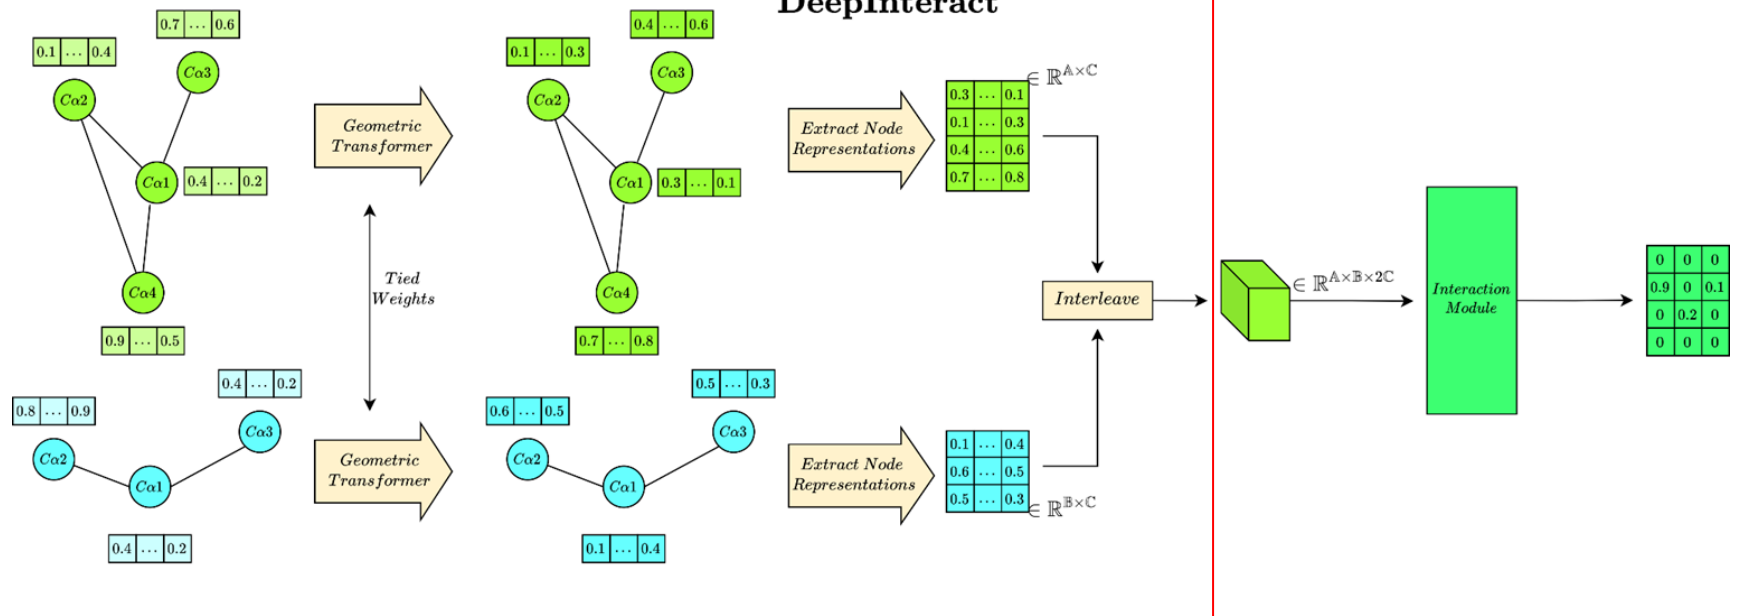 DeepInteract
0.7 … 0.6
0.1 … 0.4
Cα3
Cα2
Cα1
0.4 … 0.2
Cα4
0.9 … 0.5
Geometric
Transformer
0.4 … 0.6
0.1 … 0.3
Cα3
Cα2
Cα1
0.3 … 0.1
Cα4
0.7 … 0.8
Extract Node
Representations
∈ ℝ^{𝔸×ℂ}
0.3 … 0.1
0.1 … 0.3
0.4 … 0.6
0.7 … 0.8
Tied
Weights
Interleave
∈ ℝ^{𝔸×𝔹×2ℂ}
Interaction
Module
0 0 0
0.9 0 0.1
0 0.2 0
0 0 0
0.4 … 0.2
0.8 … 0.9
Cα3
Cα2
Cα1
0.4 … 0.2
Geometric
Transformer
0.5 … 0.3
0.6 … 0.5
Cα3
Cα2
Cα1
0.1 … 0.4
Extract Node
Representations
0.1 … 0.4
0.6 … 0.5
0.5 … 0.3
∈ ℝ^{𝔹×ℂ}